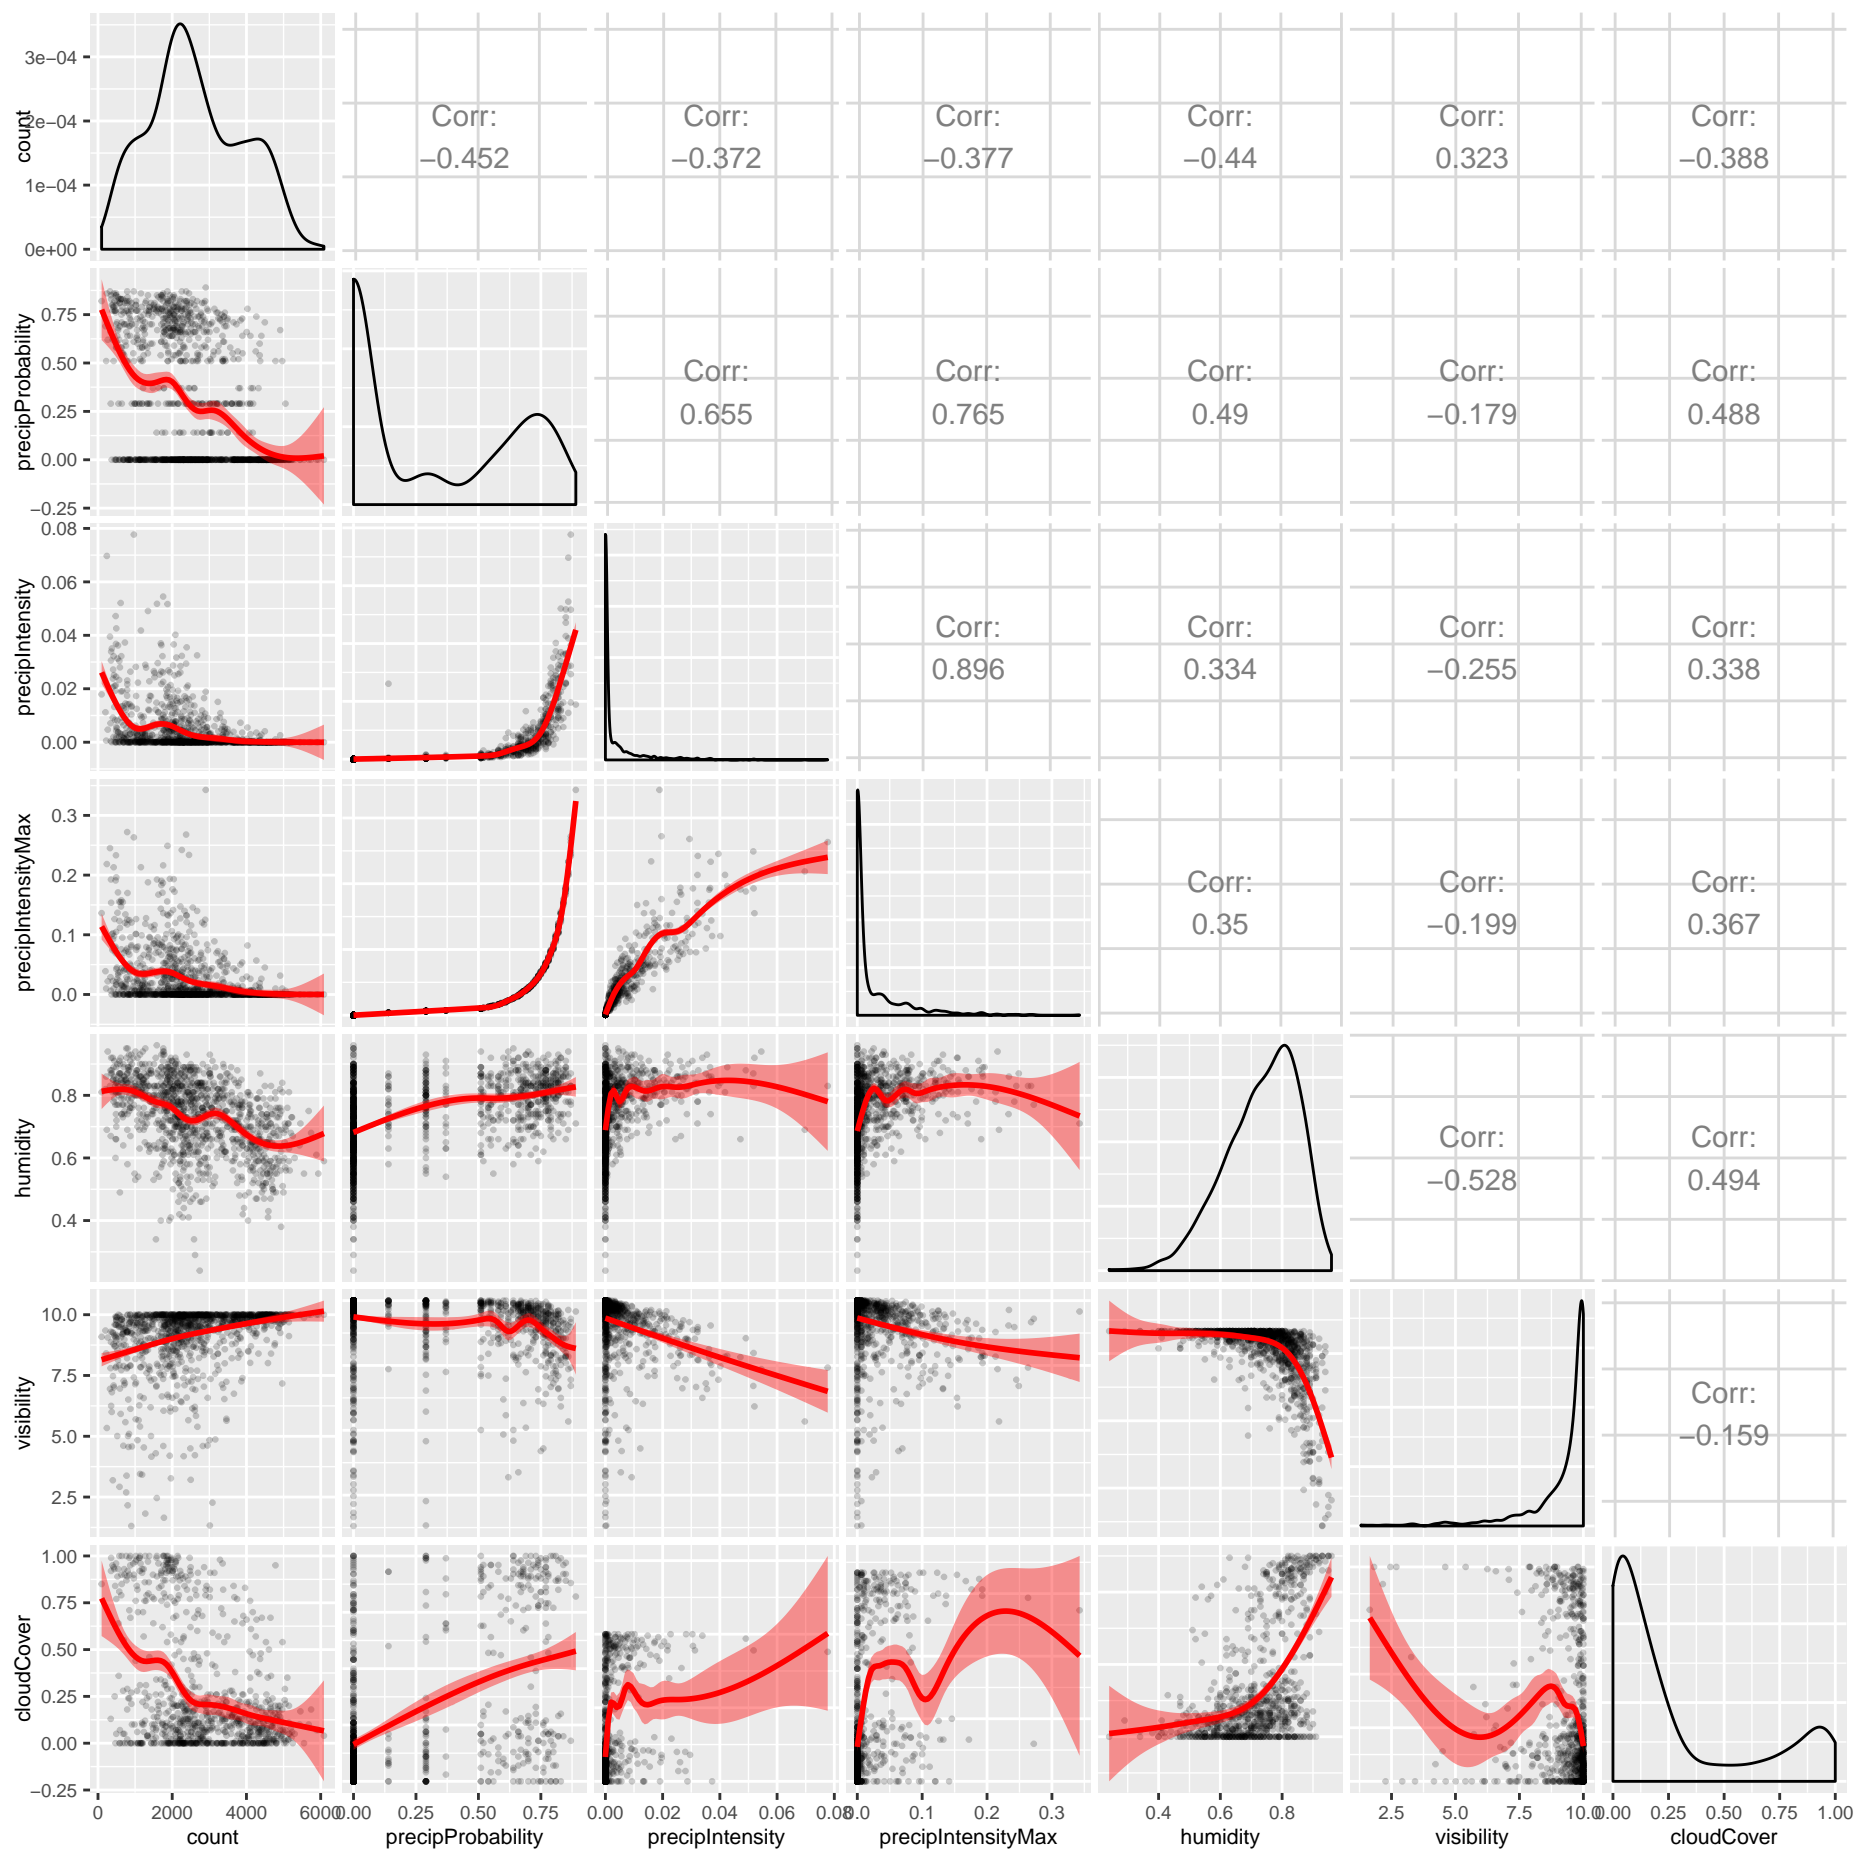 3e−04
2e−04
1e−04
0e+00
count
Corr:
−0.452
Corr:
−0.372
Corr:
−0.377
Corr:
−0.44
Corr:
0.323
Corr:
−0.388
0.75
0.50
0.25
0.00
−0.25
precipProbability
Corr:
0.655
Corr:
0.765
Corr:
0.49
Corr:
−0.179
Corr:
0.488
0.08
0.06
0.04
0.02
0.00
precipIntensity
Corr:
0.896
Corr:
0.334
Corr:
−0.255
Corr:
0.338
0.3
0.2
0.1
0.0
precipIntensityMax
Corr:
0.35
Corr:
−0.199
Corr:
0.367
0.8
0.6
0.4
humidity
Corr:
−0.528
Corr:
0.494
10.0
7.5
5.0
2.5
visibility
Corr:
−0.159
1.00
0.75
0.50
0.25
0.00
−0.25
cloudCover
0 2000 4000 6000
0.00 0.25 0.50 0.75
0.00 0.02 0.04 0.06 0.08
0.0 0.1 0.2 0.3
0.4 0.6 0.8
2.5 5.0 7.5 10.0
0.00 0.25 0.50 0.75 1.00
count
precipProbability
precipIntensity
precipIntensityMax
humidity
visibility
cloudCover